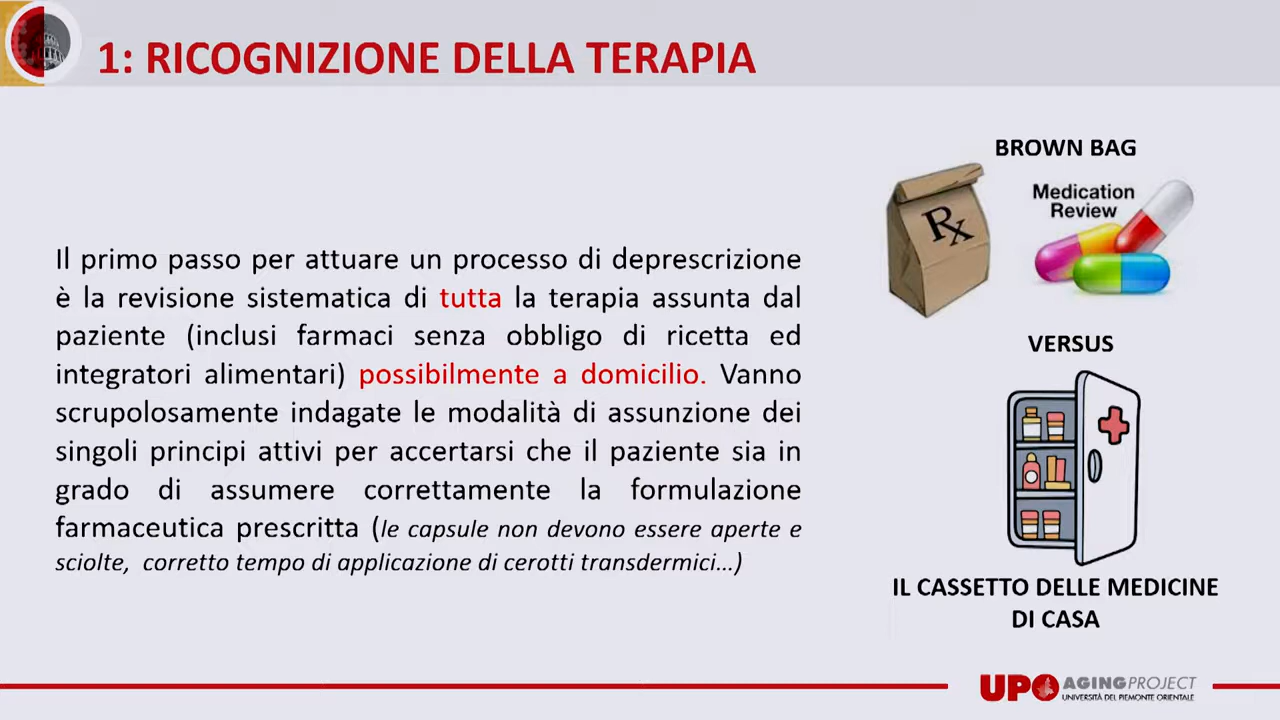 1: RICOGNIZIONE DELLA TERAPIA
Il primo passo per attuare un processo di deprescrizione
è la revisione sistematica di tutta la terapia assunta dal
paziente (inclusi farmaci senza obbligo di ricetta ed
integratori alimentari) possibilmente a domicilio. Vanno
scrupolosamente indagate le modalità di assunzione dei
singoli principi attivi per accertarsi che il paziente sia in
grado di assumere correttamente la formulazione
farmaceutica prescritta (le capsule non devono essere aperte e
sciolte, corretto tempo di applicazione di cerotti transdermici...)
BROWN BAG
Rx
Medication
Review
VERSUS
IL CASSETTO DELLE MEDICINE
DI CASA
UPO AGINGPROJECT
UNIVERSITÀ DEL PIEMONTE ORIENTALE